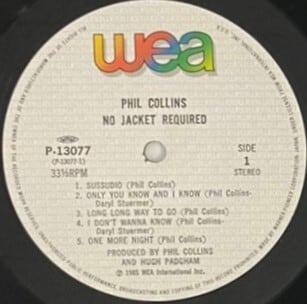 wea
PHIL COLLINS
NO JACKET REQUIRED
P-13077
(P-13077-1)
33⅓RPM
SIDE
1
STEREO
1. SUSSUDIO (Phil Collins)
2. ONLY YOU KNOW AND I KNOW (Phil Collins-
Daryl Stuermer)
3. LONG LONG WAY TO GO (Phil Collins)
4. I DON'T WANNA KNOW (Phil Collins-
Daryl Stuermer)
5. ONE MORE NIGHT (Phil Collins)
PRODUCED BY PHIL COLLINS
and HUGH PADGHAM
℗ 1985 WEA International Inc.